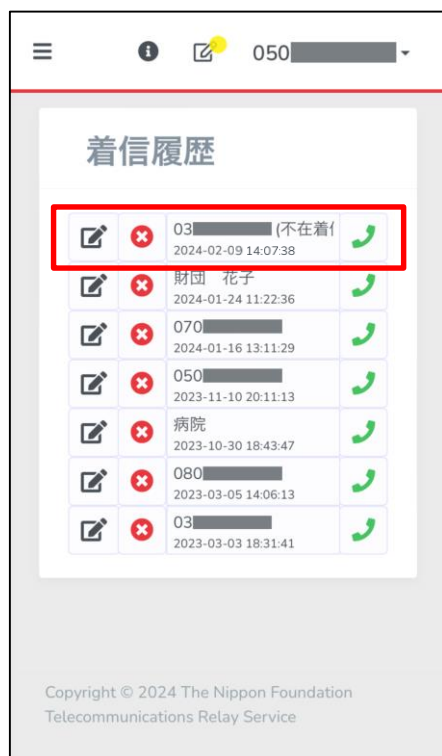 050
着信履歴
03 (不在着
2024-02-09 14:07:38
財団 花子
2024-01-24 11:22:36
070
2024-01-16 13:11:29
050
2023-11-10 20:11:13
病院
2023-10-30 18:43:47
080
2023-03-05 14:06:13
03
2023-03-03 18:31:41
Copyright © 2024 The Nippon Foundation
Telecommunications Relay Service